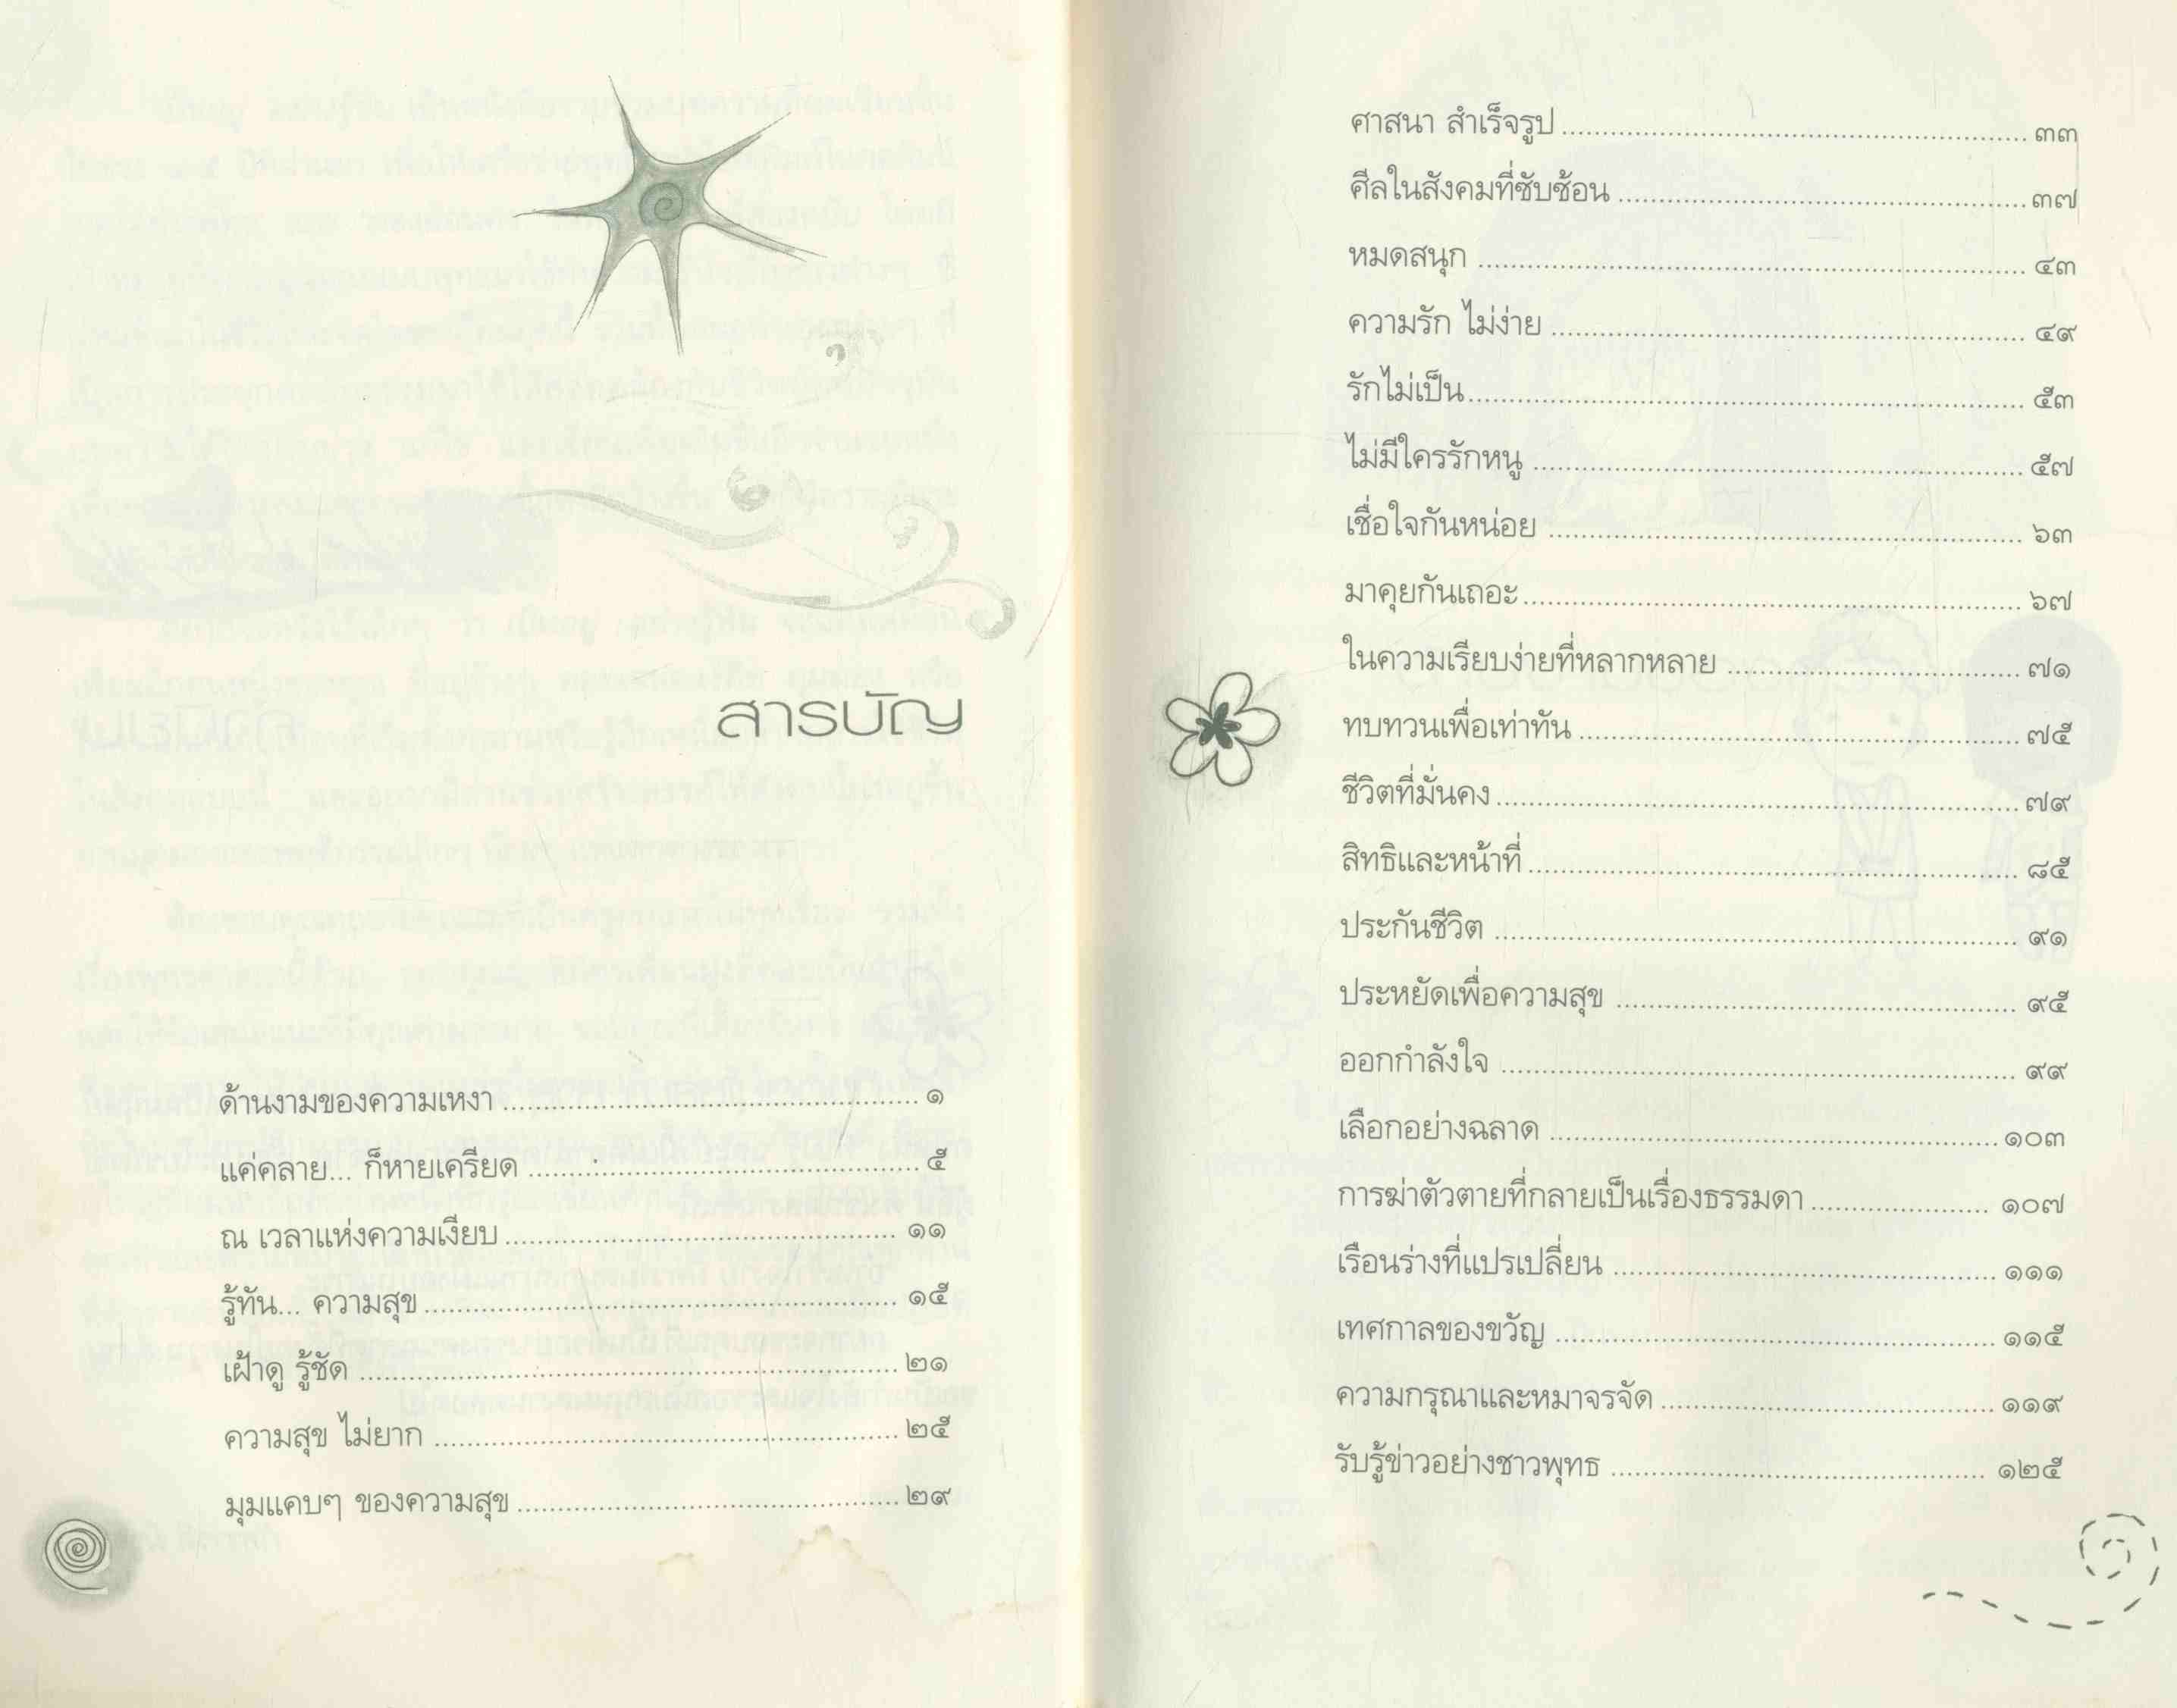 สารบัญ
ด้านงามของความเหงา ๑
แค่คลาย... ก็หายเครียด ๕
ณ เวลาแห่งความเงียบ ๑๑
รู้ทัน... ความสุข ๑๕
เฝ้าดู รู้ชัด ๒๑
ความสุข ไม่ยาก ๒๕
มุมแคบๆ ของความสุข ๒๙
ศาสนา สำเร็จรูป ๓๓
ศีลในสังคมที่ซับซ้อน ๓๗
หมดสนุก ๔๓
ความรัก ไม่ง่าย ๔๙
รักไม่เป็น ๕๓
ไม่มีใครรักหนู ๕๗
เชื่อใจกันหน่อย ๖๓
มาคุยกันเถอะ ๖๗
ในความเรียบง่ายที่หลากหลาย ๗๑
ทบทวนเพื่อเท่าทัน ๗๕
ชีวิตที่มั่นคง ๗๙
สิทธิและหน้าที่ ๘๕
ประกันชีวิต ๙๑
ประหยัดเพื่อความสุข ๙๕
ออกกำลังใจ ๙๙
เลือกอย่างฉลาด ๑๐๓
การฆ่าตัวตายที่กลายเป็นเรื่องธรรมดา ๑๐๗
เรือนร่างที่แปรเปลี่ยน ๑๑๑
เทศกาลของขวัญ ๑๑๕
ความกรุณาและหมาจรจัด ๑๑๙
รับรู้ข่าวอย่างชาวพุทธ ๑๒๕